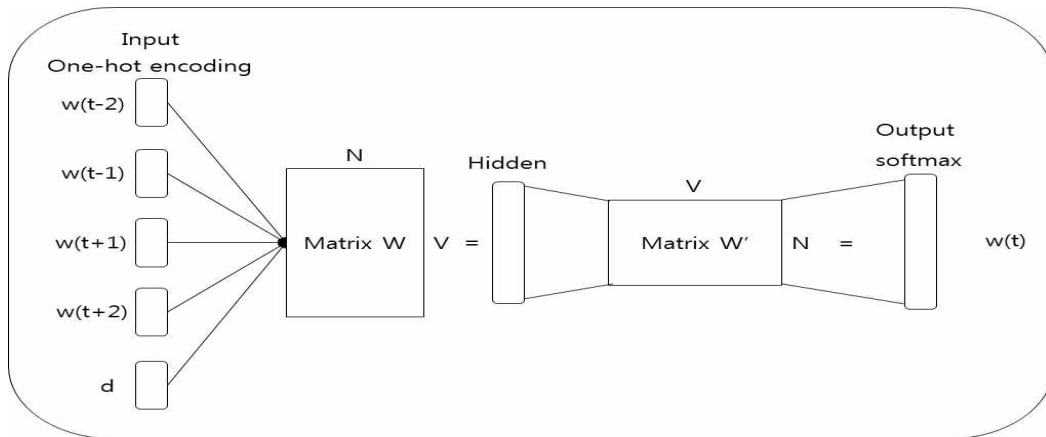 Input
One-hot encoding
w(t-2)
w(t-1)
w(t+1)
w(t+2)
d
N
Matrix W
V =
Hidden
V
Matrix W′
N =
Output
softmax
w(t)